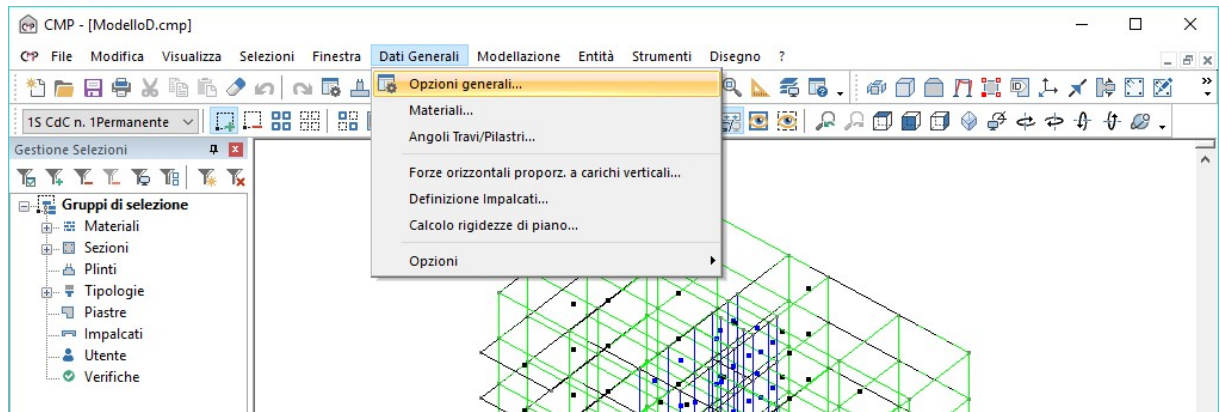 CMP - [ModelloD.cmp]
CMP File Modifica Visualizza Selezioni Finestra Dati Generali Modellazione Entità Strumenti Disegno ?
Opzioni generali...
Materiali...
Angoli Travi/Pilastri...
Forze orizzontali proporz. a carichi verticali...
Definizione Impalcati...
Calcolo rigidezze di piano...
Opzioni
1S CdC n. 1Permanente
Gestione Selezioni
Gruppi di selezione
Materiali
Sezioni
Plinti
Tipologie
Piastre
Impalcati
Utente
Verifiche